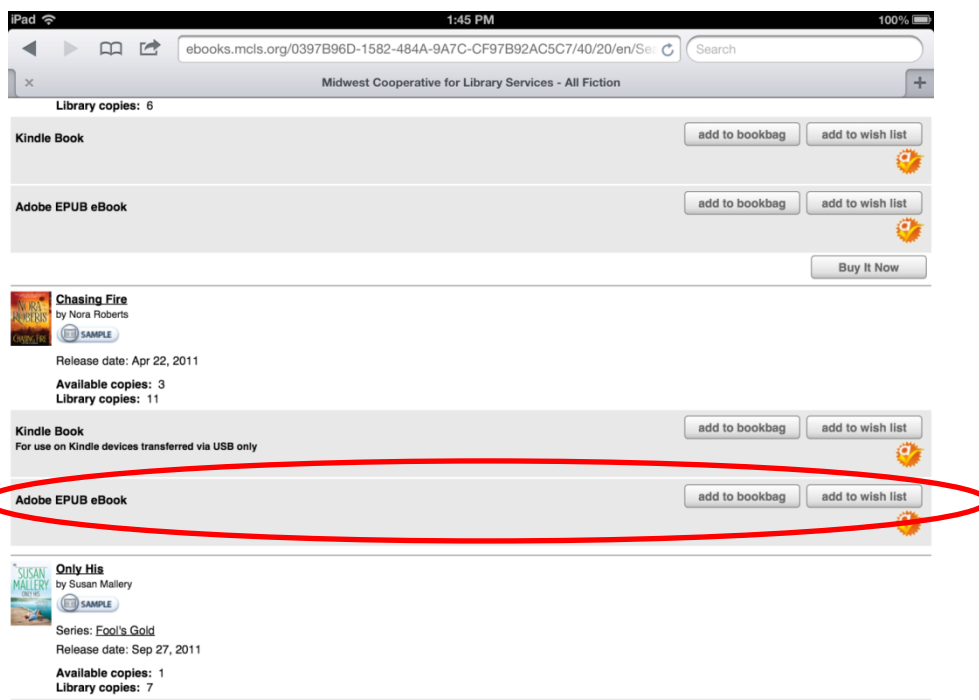 iPad 1:45 PM 100%
ebooks.mcls.org/0397B96D-1582-484A-9A7C-CF97B92AC5C7/40/20/en/Se Search
Midwest Cooperative for Library Services - All Fiction
Library copies: 6
Kindle Book add to bookbag add to wish list
Adobe EPUB eBook add to bookbag add to wish list
Buy It Now
NORA
ROBERTS
CHASING FIRE
Chasing Fire
by Nora Roberts
SAMPLE
Release date: Apr 22, 2011
Available copies: 3
Library copies: 11
Kindle Book add to bookbag add to wish list
For use on Kindle devices transferred via USB only
Adobe EPUB eBook add to bookbag add to wish list
SUSAN
MALLERY
ONLY HIS
Only His
by Susan Mallery
SAMPLE
Series: Fool's Gold
Release date: Sep 27, 2011
Available copies: 1
Library copies: 7